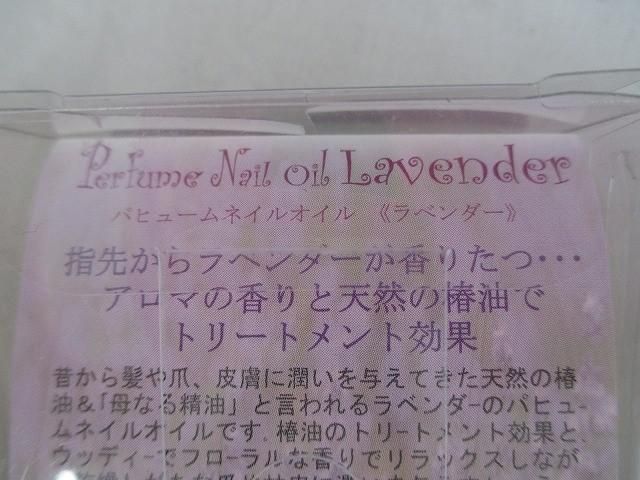 Perfume Nail Oil Lavender
パヒュームネイルオイル 《ラベンダー》
指先からラベンダーが香りたつ・・・
アロマの香りと天然の椿油で
トリートメント効果
昔から髪や爪、皮膚に潤いを与えてきた天然の椿
油&「母なる精油」と言われるラベンダーのパヒュー
ムネイルオイルです.椿油のトリートメント効果と、
ウッディーでフローラルな香りでリラックスしなが